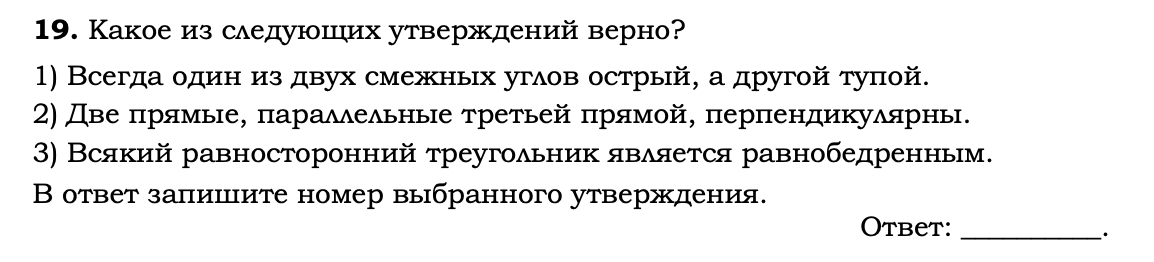 19. Какое из следующих утверждений верно?
1) Всегда один из двух смежных углов острый, а другой тупой.
2) Две прямые, параллельные третьей прямой, перпендикулярны.
3) Всякий равносторонний треугольник является равнобедренным.
В ответ запишите номер выбранного утверждения.
Ответ: __________.